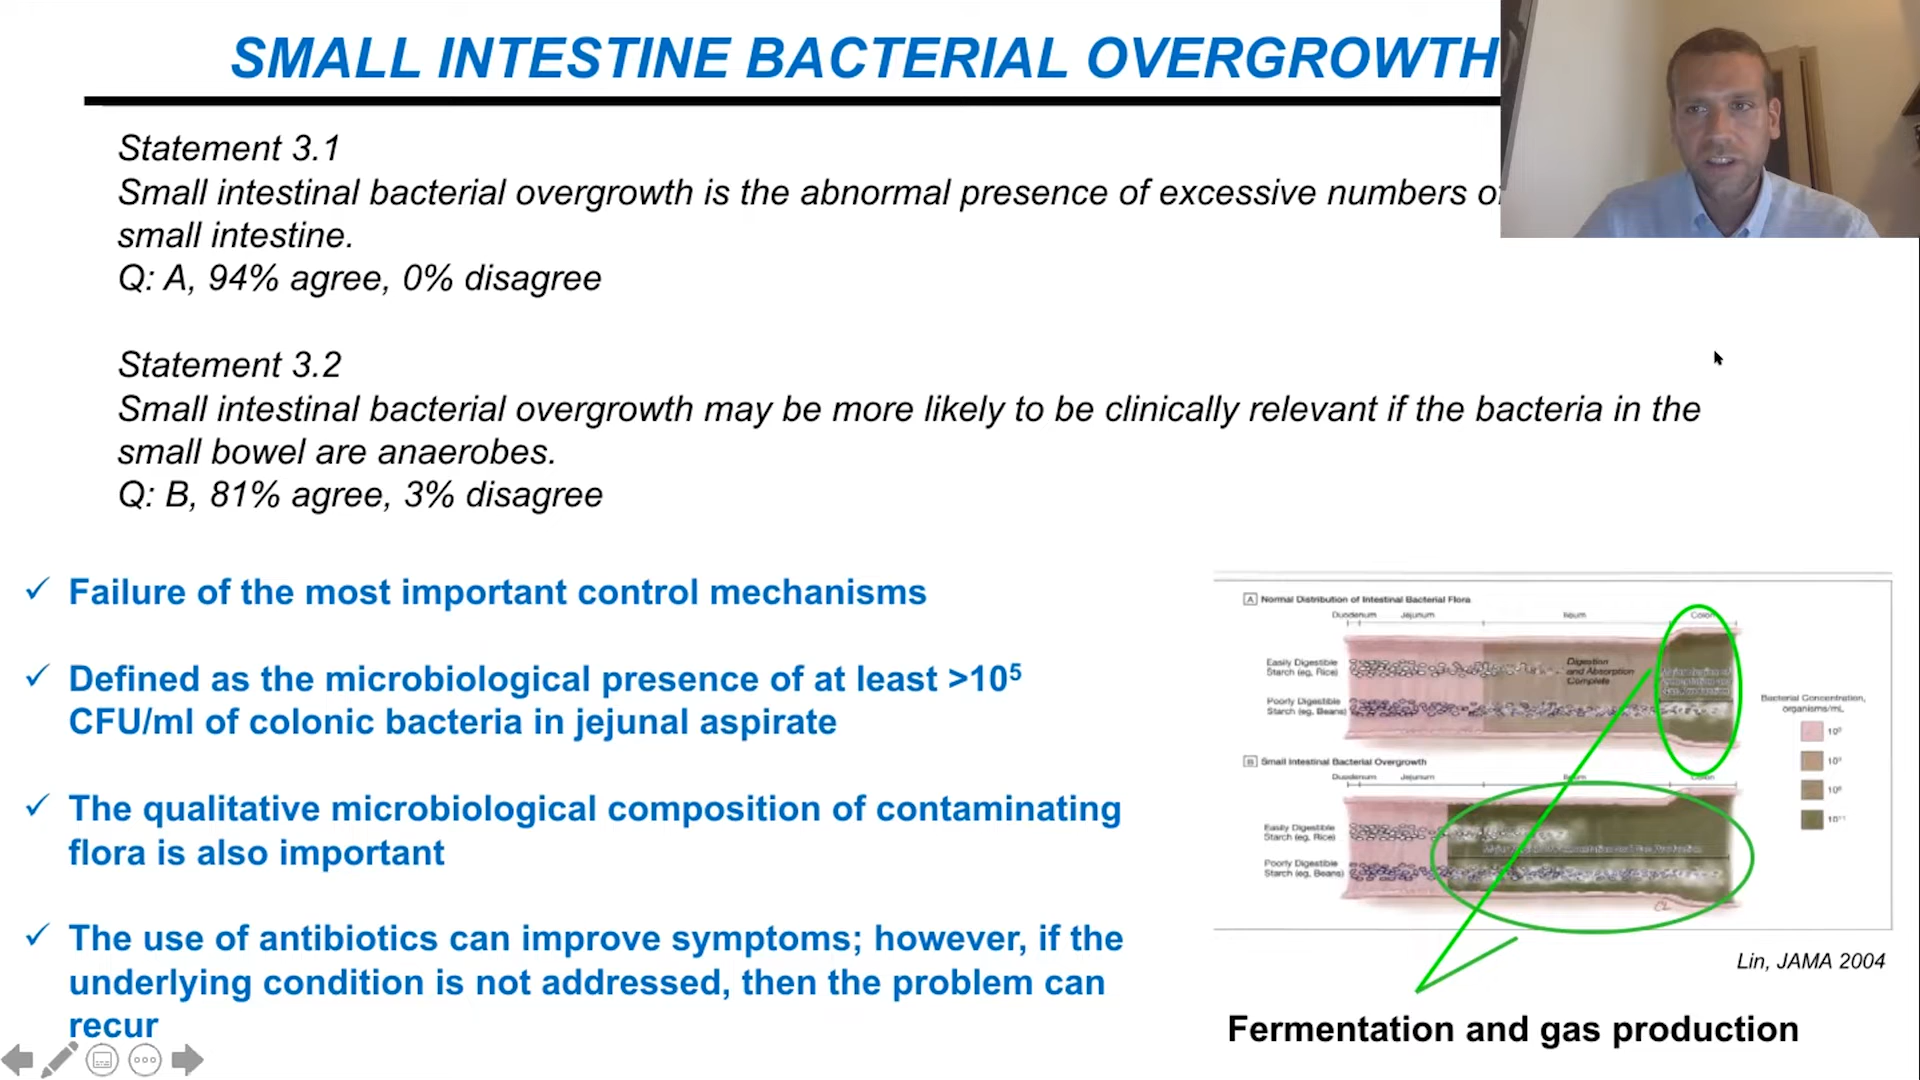 SMALL INTESTINE BACTERIAL OVERGROWTH
Statement 3.1
Small intestinal bacterial overgrowth is the abnormal presence of excessive numbers
small intestine.
Q: A, 94% agree, 0% disagree
Statement 3.2
Small intestinal bacterial overgrowth may be more likely to be clinically relevant if the bacteria in the
small bowel are anaerobes.
Q: B, 81% agree, 3% disagree
✓ Failure of the most important control mechanisms
✓ Defined as the microbiological presence of at least >10⁵
CFU/ml of colonic bacteria in jejunal aspirate
✓ The qualitative microbiological composition of contaminating
flora is also important
✓ The use of antibiotics can improve symptoms; however, if the
underlying condition is not addressed, then the problem can
recur
A Normal Distribution of Intestinal Bacterial Flora
Duodenum Jejunum Ileum Colon
Easily Digestible
Starch (eg, Rice)
Digestion
and Absorption
Complete
Poorly Digestible
Starch (eg, Beans)
Bacterial Concentration,
organisms/mL
B Small Intestinal Bacterial Overgrowth
Duodenum Jejunum Ileum Colon
Easily Digestible
Starch (eg, Rice)
Poorly Digestible
Starch (eg, Beans)
Lin, JAMA 2004
Fermentation and gas production